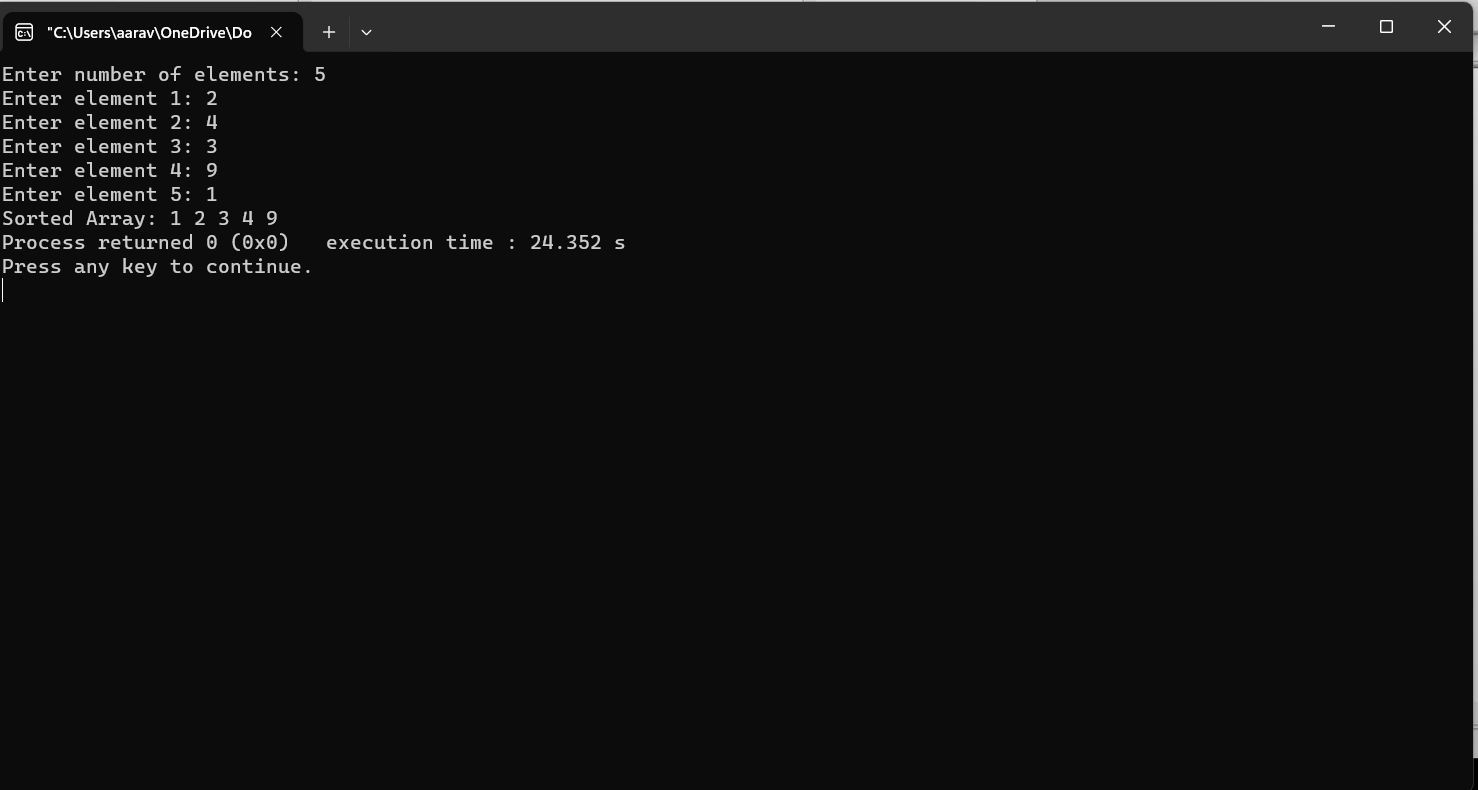 "C:\Users\aarav\OneDrive\Do
Enter number of elements: 5
Enter element 1: 2
Enter element 2: 4
Enter element 3: 3
Enter element 4: 9
Enter element 5: 1
Sorted Array: 1 2 3 4 9
Process returned 0 (0x0)   execution time : 24.352 s
Press any key to continue.